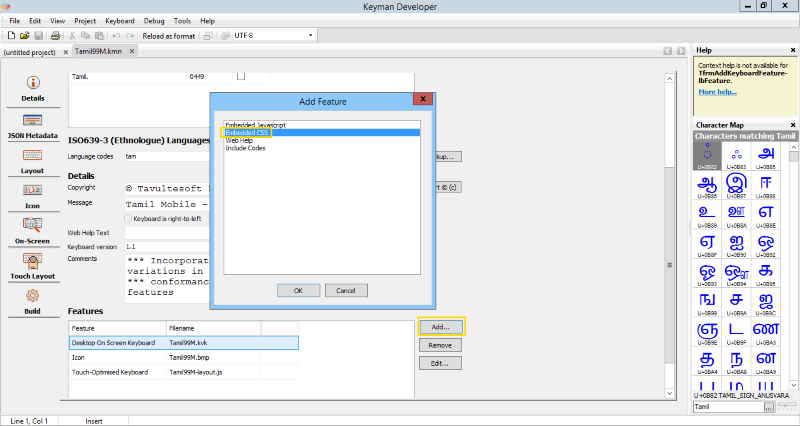 Keyman Developer
File Edit View Project Keyboard Debug Tools Help
Reload as format UTF-8
(untitled project) Tamil99M.kmn
Details
JSON Metadata
Layout
Icon
On-Screen
Touch Layout
Build
Tamil. 0449
ISO639-3 (Ethnologue) Languages
Language codes tam
Details
Copyright © Tavultesoft
Message Tamil Mobile -
Keyboard is right-to-left
Web Help Text
Keyboard version 1.1
Comments *** Incorporat
variations in
*** conformanc
features
Features
Feature Filename
Desktop On Screen Keyboard Tamil99M.kvk
Icon Tamil99M.bmp
Touch-Optimised Keyboard Tamil99M-layout.js
Add...
Remove
Edit...
Add Feature
Embedded Javascript
Embedded CSS
Web Help
Include Codes
OK Cancel
kup...
rt © (c)
Help
Context help is not available for
TfrmAddKeyboardFeature-
lbFeature.
More help...
Character Map
Characters matching Tamil
ஂ ஃ அ
U+0B82 U+0B83 U+0B85
ஆ இ ஈ
U+0B86 U+0B87 U+0B88
உ ஊ எ
U+0B89 U+0B8A U+0B8E
ஏ ஐ ஒ
U+0B8F U+0B90 U+0B92
ஓ ஔ க
U+0B93 U+0B94 U+0B95
ங ச ஜ
U+0B99 U+0B9A U+0B9C
ஞ ட ண
U+0B9E U+0B9F U+0BA3
த ந ன
U+0BA4 U+0BA8 U+0BA9
U+0B82 TAMIL_SIGN_ANUSVARA
Tamil
Line 1, Col 1 Insert